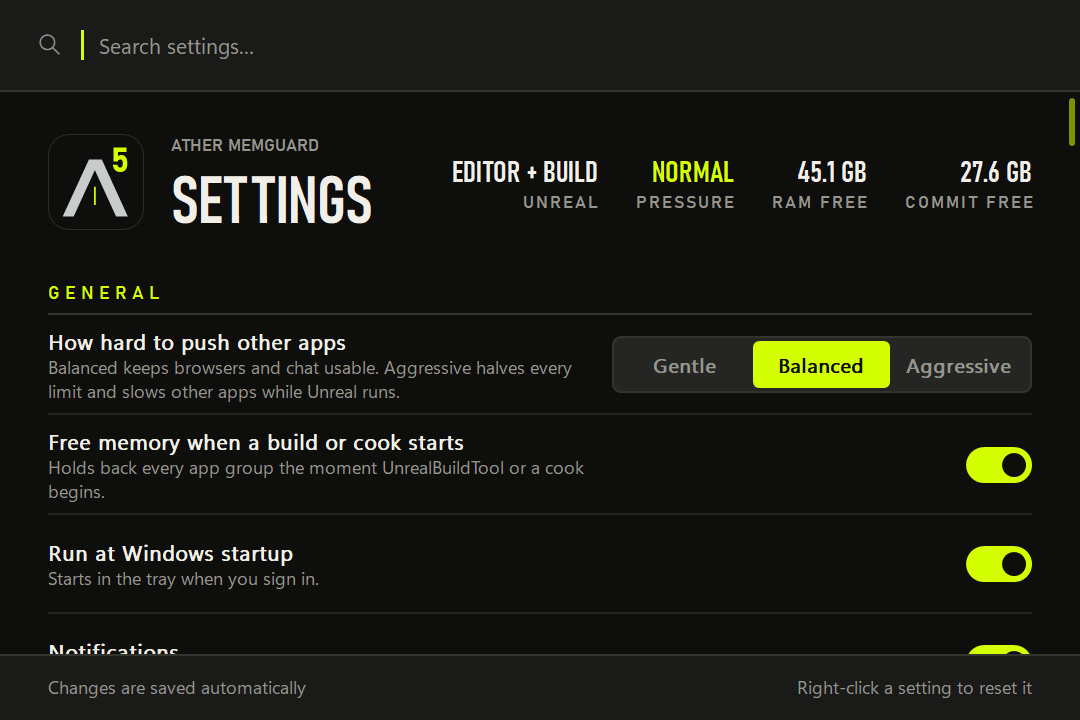 Search settings...
5
ATHER MEMGUARD
SETTINGS
EDITOR + BUILD
UNREAL
NORMAL
PRESSURE
45.1 GB
RAM FREE
27.6 GB
COMMIT FREE
GENERAL
How hard to push other apps
Balanced keeps browsers and chat usable. Aggressive halves every
limit and slows other apps while Unreal runs.
Gentle
Balanced
Aggressive
Free memory when a build or cook starts
Holds back every app group the moment UnrealBuildTool or a cook
begins.
Run at Windows startup
Starts in the tray when you sign in.
Notifications
Changes are saved automatically
Right-click a setting to reset it